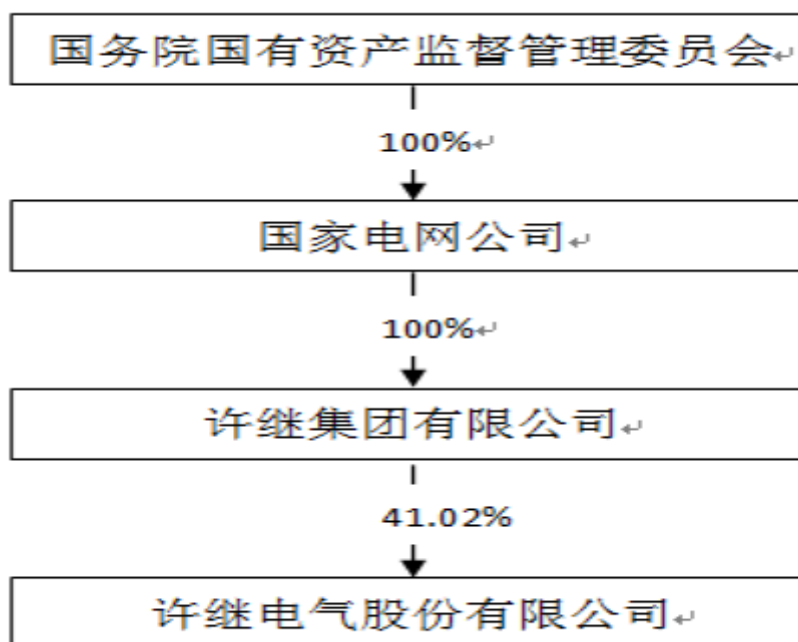 国务院国有资产监督管理委员会↵
100%↵
国家电网公司↵
100%↵
许继集团有限公司↵
41.02%
许继电气股份有限公司↵